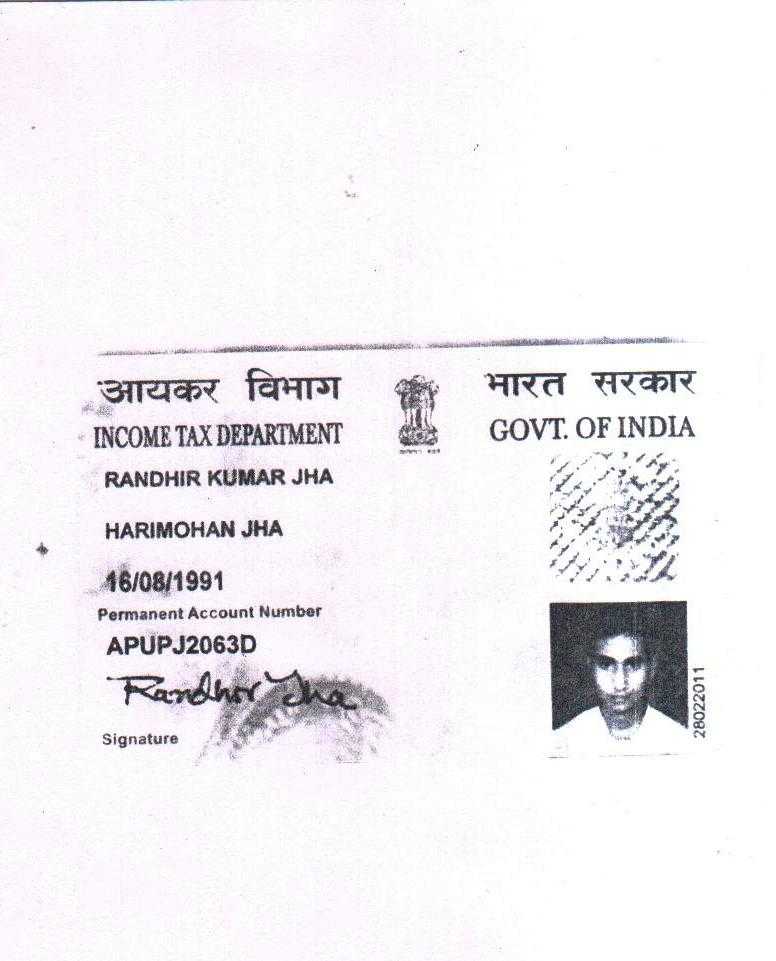 आयकर विभाग
भारत सरकार
INCOME TAX DEPARTMENT
GOVT. OF INDIA
RANDHIR KUMAR JHA
HARIMOHAN JHA
16/08/1991
Permanent Account Number
APUPJ2063D
Randhir Jha
Signature
28022011